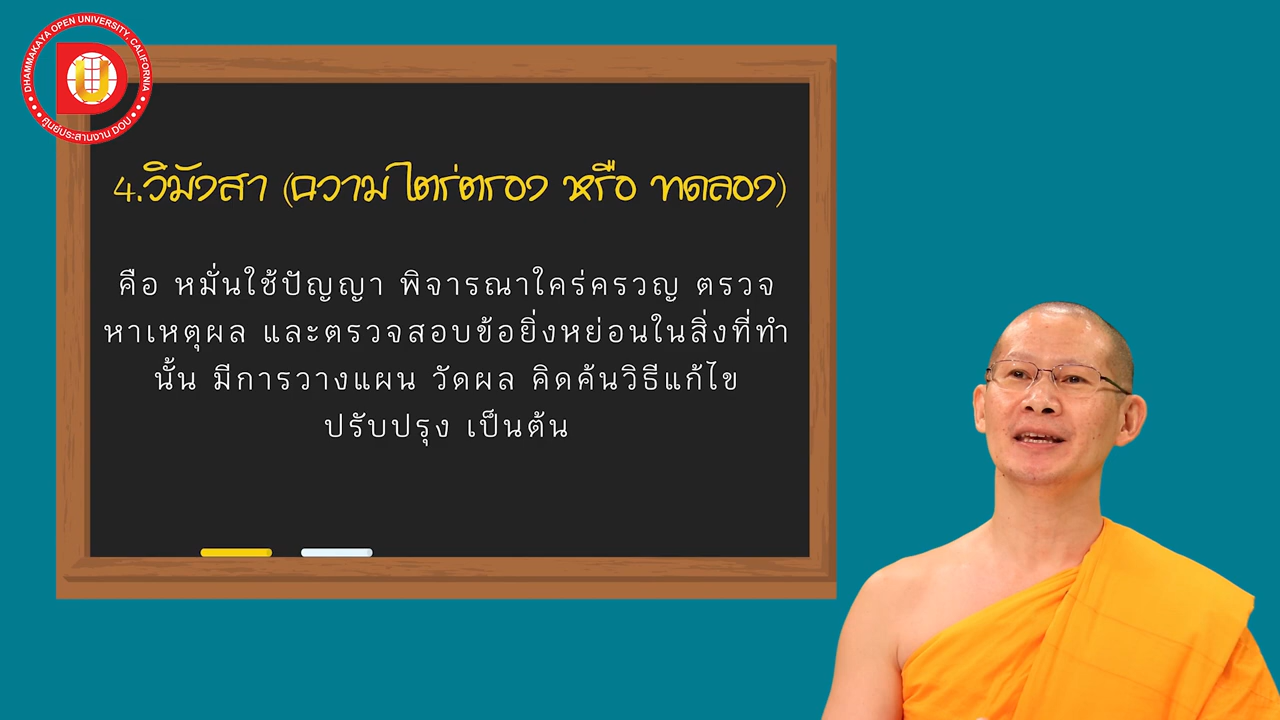 DHAMMAKAYA OPEN UNIVERSITY, CALIFORNIA
DU
ศูนย์ประสานงาน DOU
4.วิมังสา (ความไตร่ตรอง หรือ ทดลอง)
คือ หมั่นใช้ปัญญา พิจารณาใคร่ครวญ ตรวจ
หาเหตุผล และตรวจสอบข้อยิ่งหย่อนในสิ่งที่ทำ
นั้น มีการวางแผน วัดผล คิดค้นวิธีแก้ไข
ปรับปรุง เป็นต้น